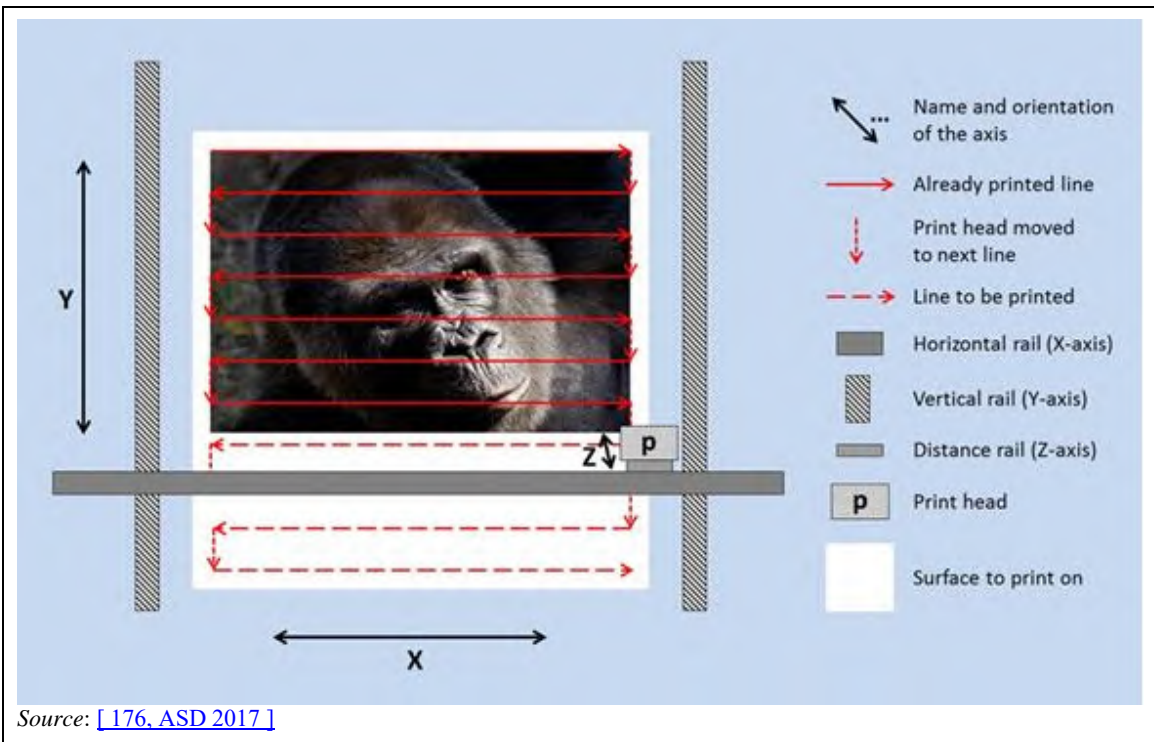 Name and orientation
of the axis
...
Already printed line
Print head moved
to next line
Line to be printed
Y
Horizontal rail (X-axis)
Vertical rail (Y-axis)
p
Z
Distance rail (Z-axis)
p
Print head
Surface to print on
X
Source: [ 176, ASD 2017 ]